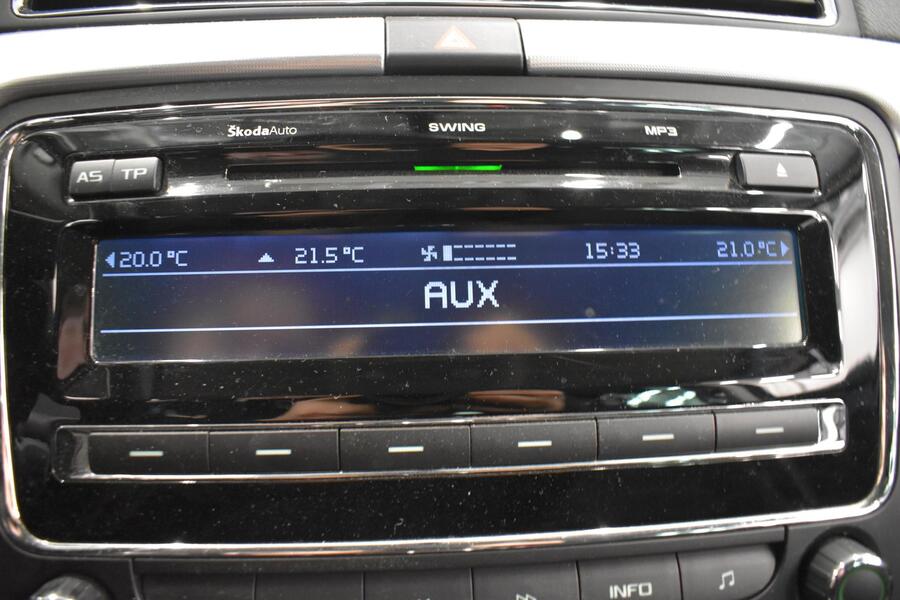 ŠkodaAuto SWING MP3
AS TP
20.0°C 21.5°C 15:33 21.0°C
AUX
INFO